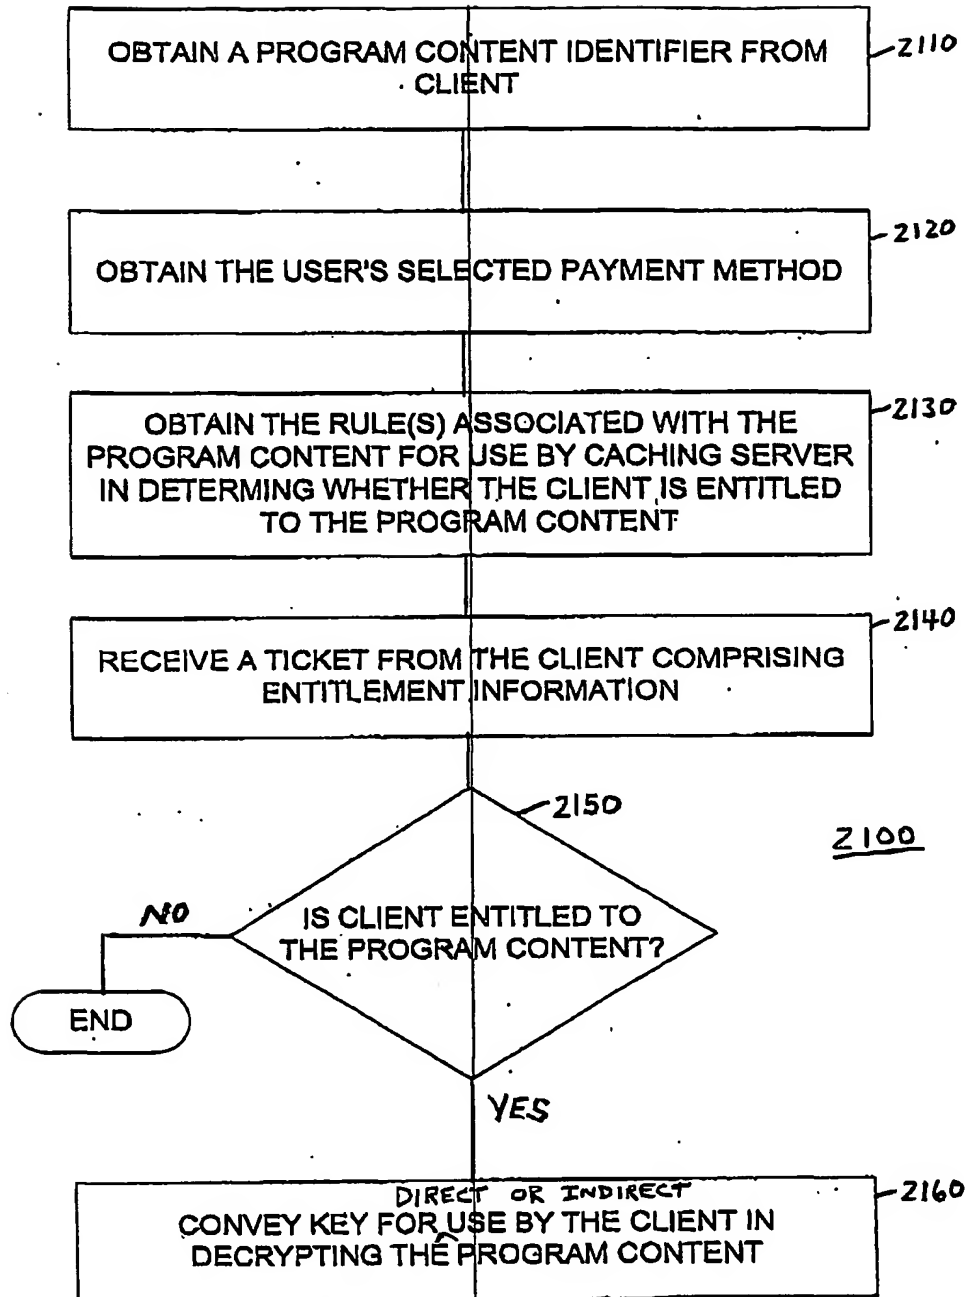 OBTAIN A PROGRAM CONTENT IDENTIFIER FROM
CLIENT
2110
OBTAIN THE USER'S SELECTED PAYMENT METHOD
2120
OBTAIN THE RULE(S) ASSOCIATED WITH THE
PROGRAM CONTENT FOR USE BY CACHING SERVER
IN DETERMING WHETHER THE CLIENT IS ENTITLED
TO THE PROGRAM CONTENT
2130
RECEIVE A TICKET FROM THE CLIENT COMPRISING
ENTITLEMENT INFORMATION
2140
2150
2100
IS CLIENT ENTITLED TO
THE PROGRAM CONTENT?
NO
END
YES
DIRECT OR INDIRECT
CONVEY KEY FOR USE BY THE CLIENT IN
DECRYPTING THE PROGRAM CONTENT
2160